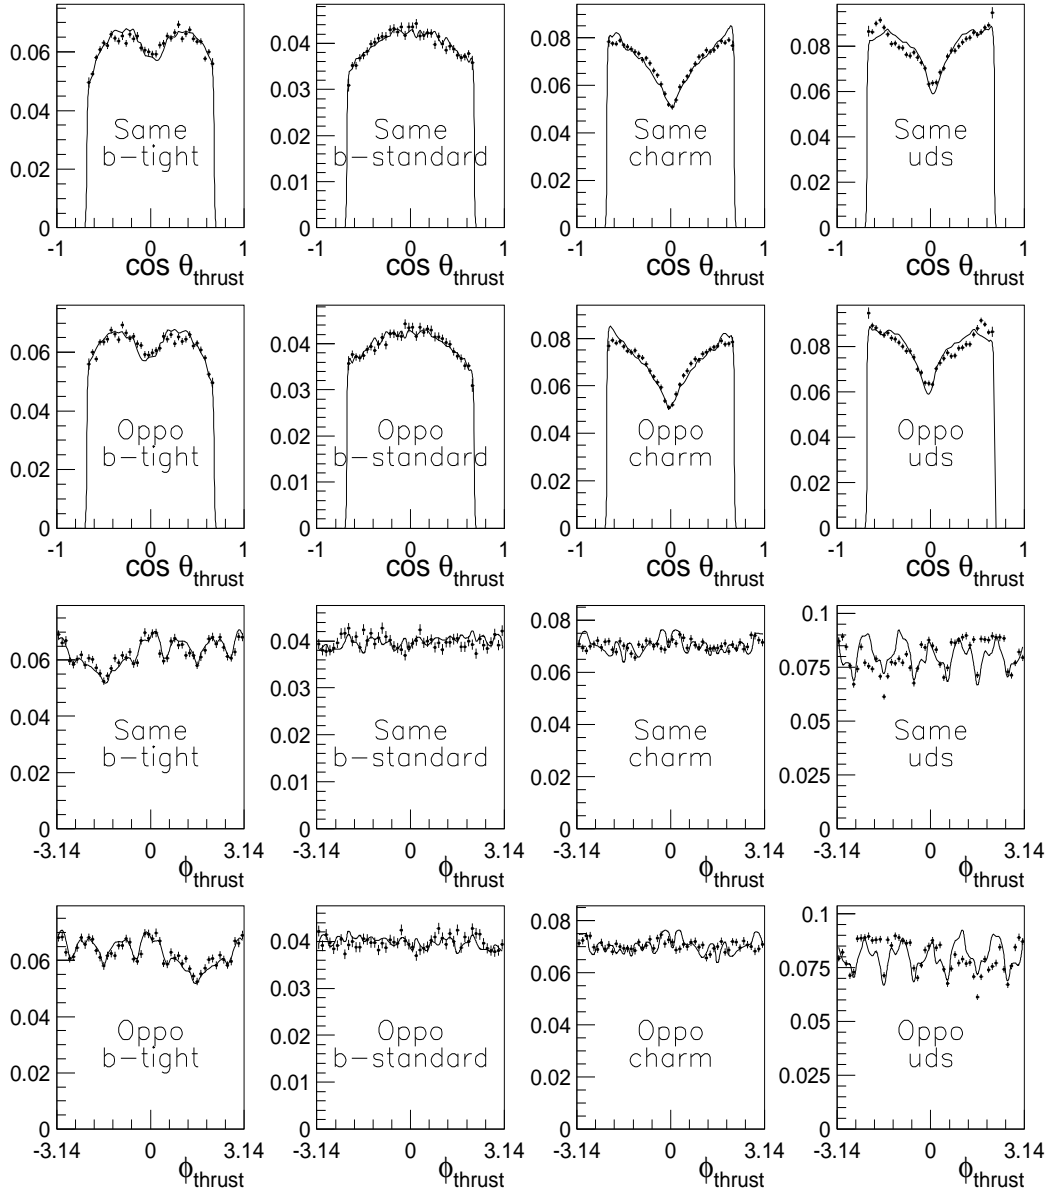 0.06 0.04 0.02 0 Same b-tight -1 0 1 cos θthrust
0.04 0.03 0.02 0.01 0 Same b-standard -1 0 1 cos θthrust
0.08 0.06 0.04 0.02 0 Same charm -1 0 1 cos θthrust
0.08 0.06 0.04 0.02 0 Same uds -1 0 1 cos θthrust
0.06 0.04 0.02 0 Oppo b-tight -1 0 1 cos θthrust
0.04 0.03 0.02 0.01 0 Oppo b-standard -1 0 1 cos θthrust
0.08 0.06 0.04 0.02 0 Oppo charm -1 0 1 cos θthrust
0.08 0.06 0.04 0.02 0 Oppo uds -1 0 1 cos θthrust
0.06 0.04 0.02 0 Same b-tight -3.14 0 3.14 ϕthrust
0.04 0.03 0.02 0.01 0 Same b-standard -3.14 0 3.14 ϕthrust
0.08 0.06 0.04 0.02 0 Same charm -3.14 0 3.14 ϕthrust
0.1 0.075 0.05 0.025 0 Same uds -3.14 0 3.14 ϕthrust
0.06 0.04 0.02 0 Oppo b-tight -3.14 0 3.14 ϕthrust
0.04 0.03 0.02 0.01 0 Oppo b-standard -3.14 0 3.14 ϕthrust
0.08 0.06 0.04 0.02 0 Oppo charm -3.14 0 3.14 ϕthrust
0.1 0.075 0.05 0.025 0 Oppo uds -3.14 0 3.14 ϕthrust